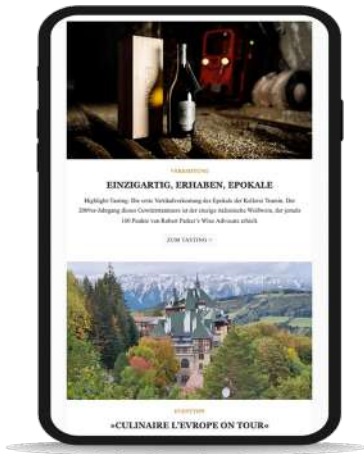 VERKOSTUNG
EINZIGARTIG, ERHABEN, EPOKALE
Highlight-Tasting: Die erste Vertikalverkostung des Epokale der Kellerei Tramin. Der
2009er-Jahrgang dieses Gewürztraminers ist der einzige italienische Weißwein, der jemals
100 Punkte von Robert Parker's Wine Advocate erhielt.
ZUM TASTING >
EVENTTIPP
»CULINAIRE L'EVROPE ON TOUR«